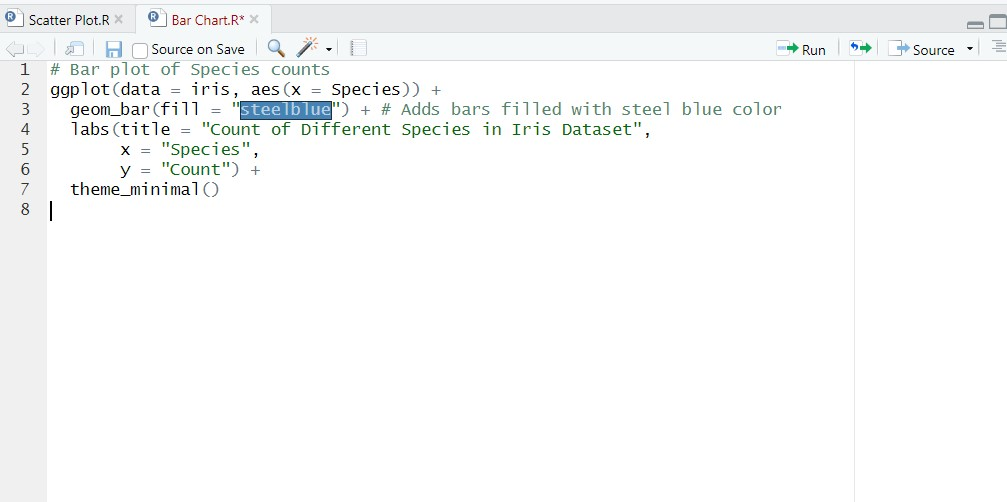 Scatter Plot.R Bar Chart.R*
Source on Save Run Source
1 # Bar plot of Species counts
2 ggplot(data = iris, aes(x = Species)) +
3   geom_bar(fill = "steelblue") + # Adds bars filled with steel blue color
4   labs(title = "Count of Different Species in Iris Dataset",
5        x = "Species",
6        y = "Count") +
7   theme_minimal()
8